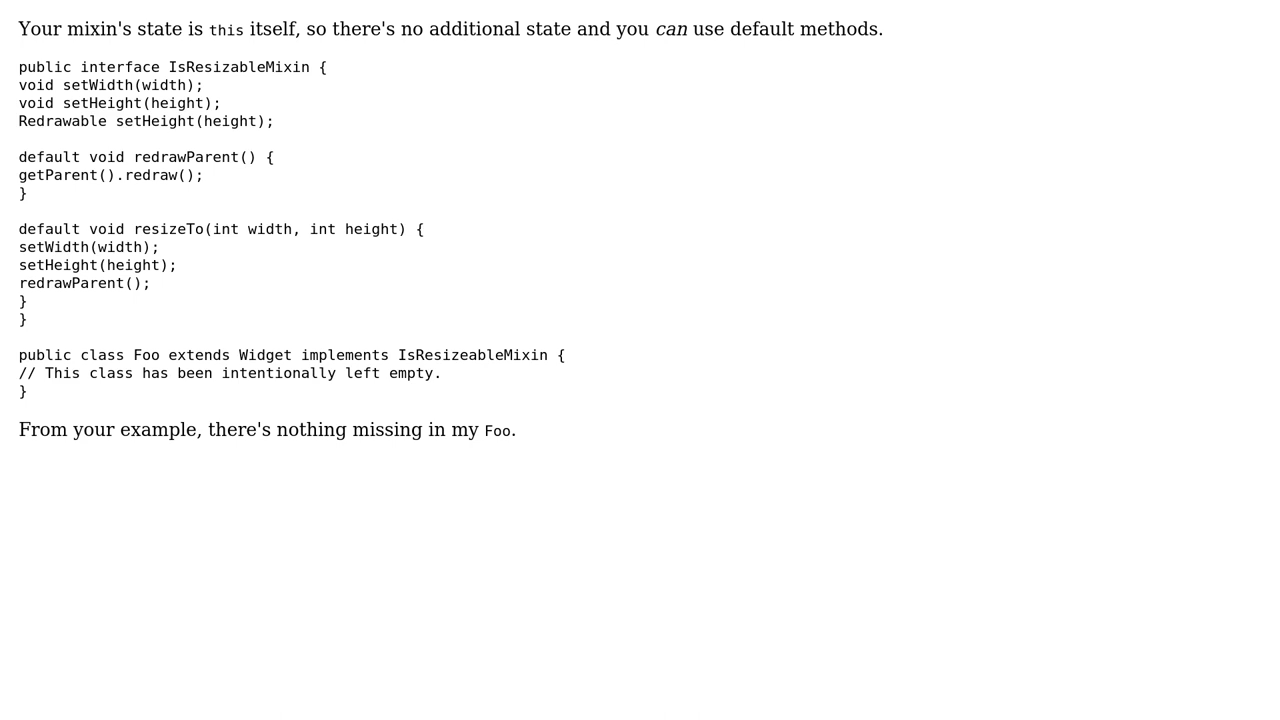 Your mixin's state is this itself, so there's no additional state and you can use default methods.
public interface IsResizableMixin {
void setWidth(width);
void setHeight(height);
Redrawable setHeight(height);
default void redrawParent() {
getParent().redraw();
}
default void resizeTo(int width, int height) {
setWidth(width);
setHeight(height);
redrawParent();
}
}
public class Foo extends Widget implements IsResizeableMixin {
// This class has been intentionally left empty.
}
From your example, there's nothing missing in my Foo.